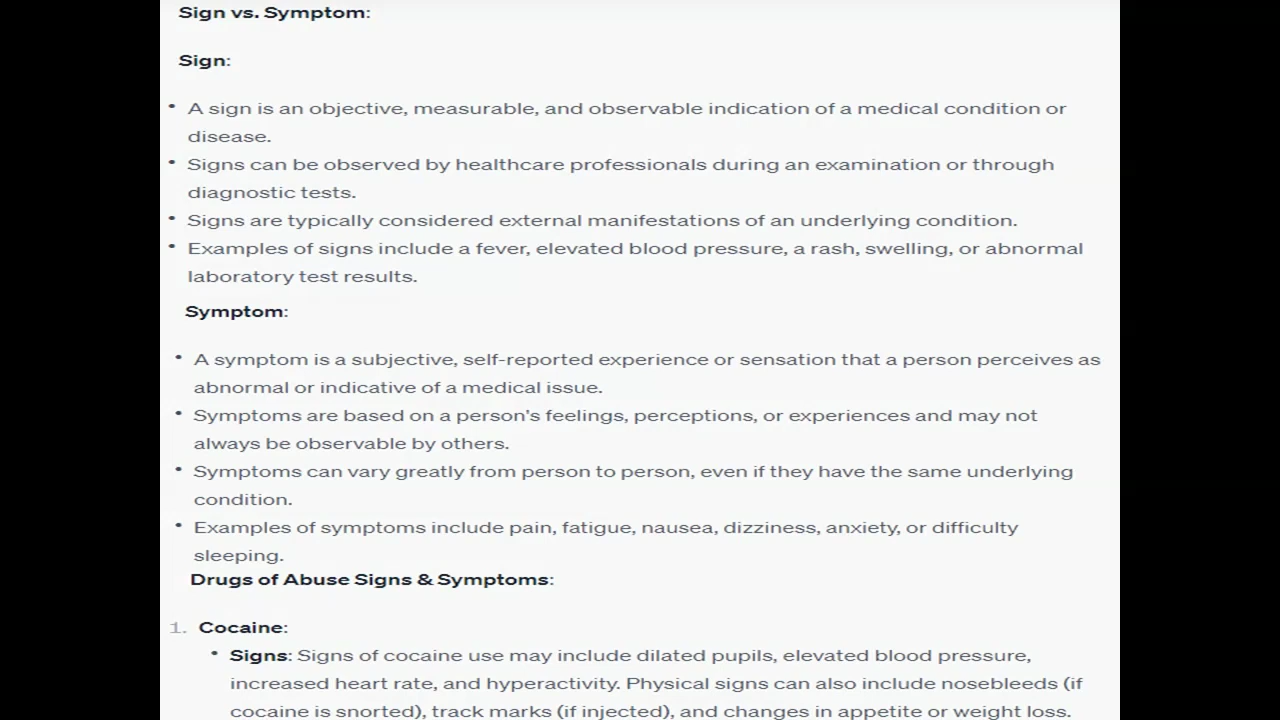 Sign vs. Symptom:
Sign:
• A sign is an objective, measurable, and observable indication of a medical condition or
disease.
• Signs can be observed by healthcare professionals during an examination or through
diagnostic tests.
• Signs are typically considered external manifestations of an underlying condition.
• Examples of signs include a fever, elevated blood pressure, a rash, swelling, or abnormal
laboratory test results.
Symptom:
• A symptom is a subjective, self-reported experience or sensation that a person perceives as
abnormal or indicative of a medical issue.
• Symptoms are based on a person's feelings, perceptions, or experiences and may not
always be observable by others.
• Symptoms can vary greatly from person to person, even if they have the same underlying
condition.
• Examples of symptoms include pain, fatigue, nausea, dizziness, anxiety, or difficulty
sleeping.
Drugs of Abuse Signs & Symptoms:
1. Cocaine:
• Signs: Signs of cocaine use may include dilated pupils, elevated blood pressure,
increased heart rate, and hyperactivity. Physical signs can also include nosebleeds (if
cocaine is snorted), track marks (if injected), and changes in appetite or weight loss.